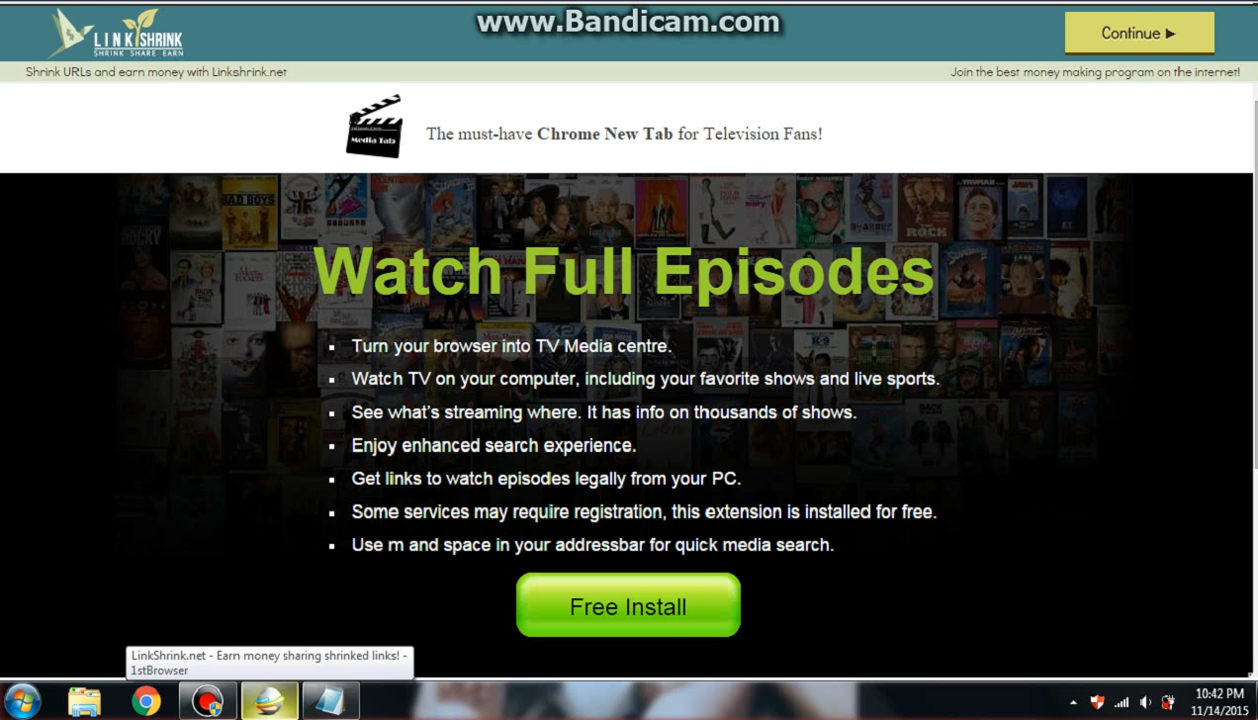 www.Bandicam.com
LINKSHRINK
SHRINK SHARE EARN
Continue ▶
Shrink URLs and earn money with Linkshrink.net
Join the best money making program on the internet!
Media Tab
The must-have Chrome New Tab for Television Fans!
BAD BOYS
ROCK
Watch Full Episodes
▪ Turn your browser into TV Media centre.
▪ Watch TV on your computer, including your favorite shows and live sports.
▪ See what's streaming where. It has info on thousands of shows.
▪ Enjoy enhanced search experience.
▪ Get links to watch episodes legally from your PC.
▪ Some services may require registration, this extension is installed for free.
▪ Use m and space in your addressbar for quick media search.
Free Install
LinkShrink.net - Earn money sharing shrinked links! -
1stBrowser
10:42 PM
11/14/2015